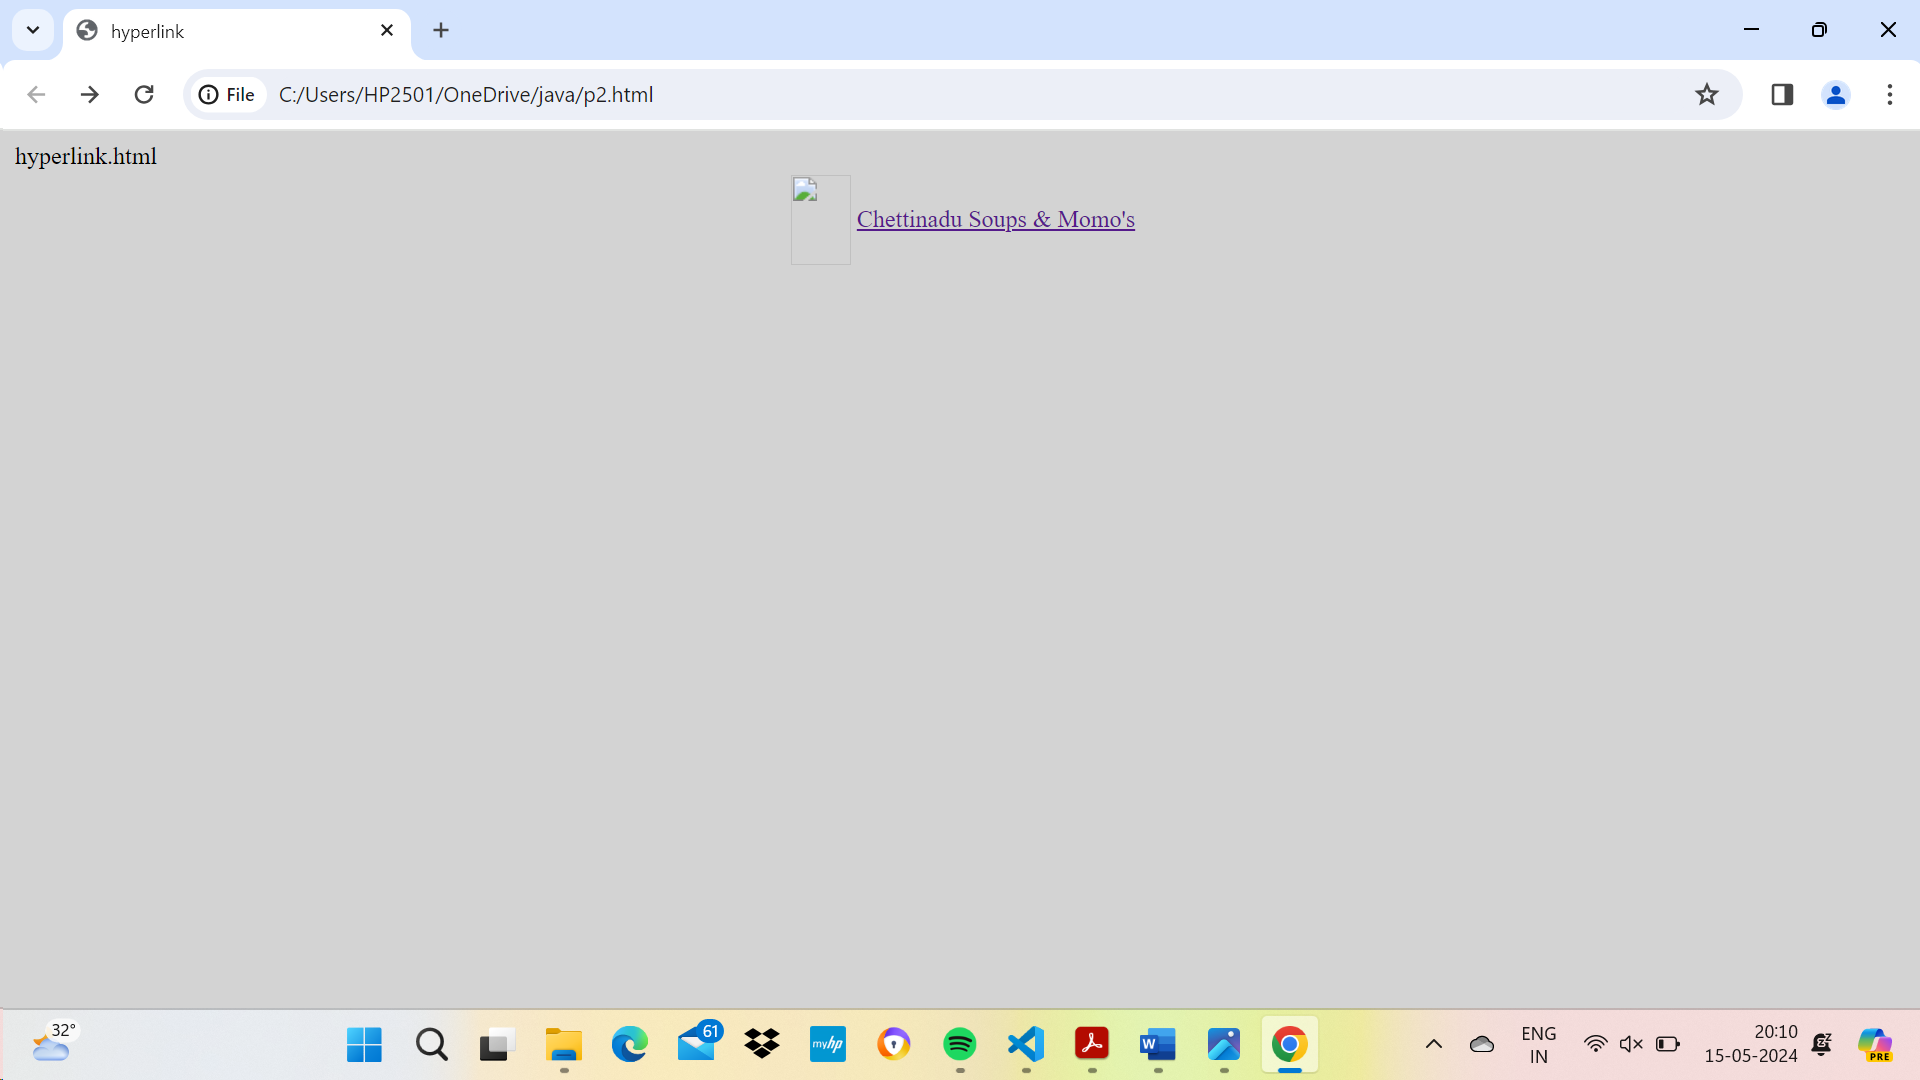 hyperlink
File C:/Users/HP2501/OneDrive/java/p2.html
hyperlink.html
Chettinadu Soups & Momo's
32°
61
myhp
W
ENG
IN
20:10
15-05-2024
PRE